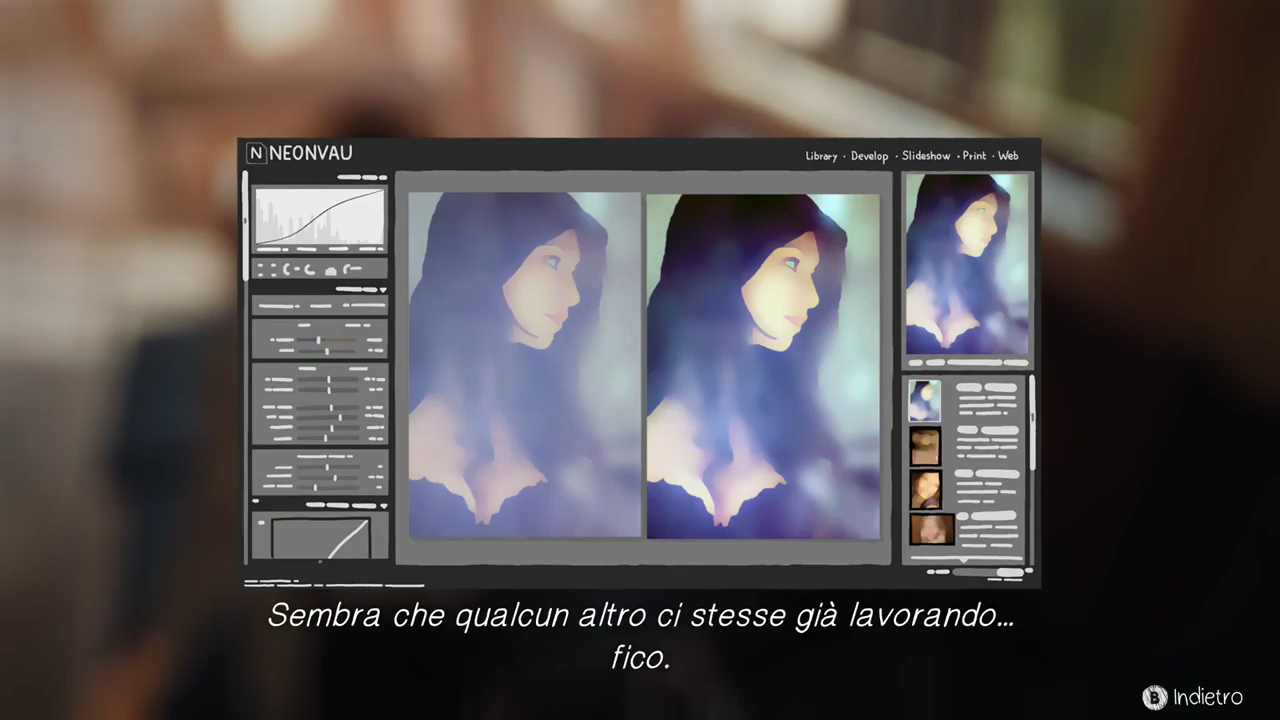 N NEONVAU
Library · Develop · Slideshow · Print · Web
Sembra che qualcun altro ci stesse già lavorando...
fico.
B Indietro